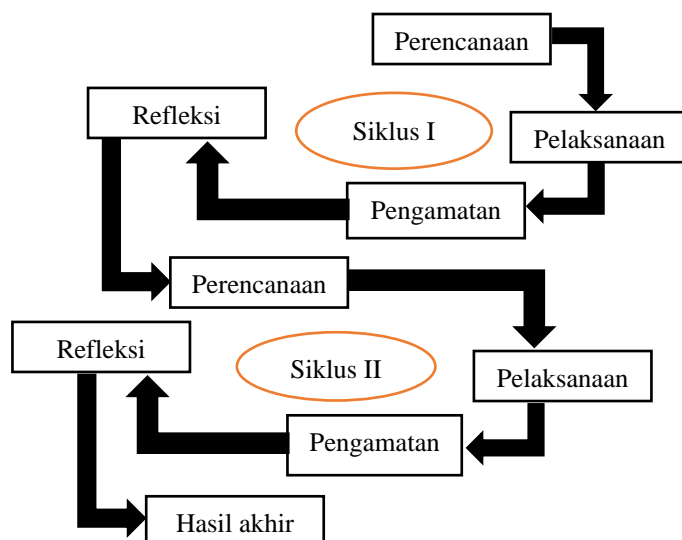 Perencanaan
Refleksi
Siklus I
Pelaksanaan
Pengamatan
Perencanaan
Refleksi
Siklus II
Pelaksanaan
Pengamatan
Hasil akhir